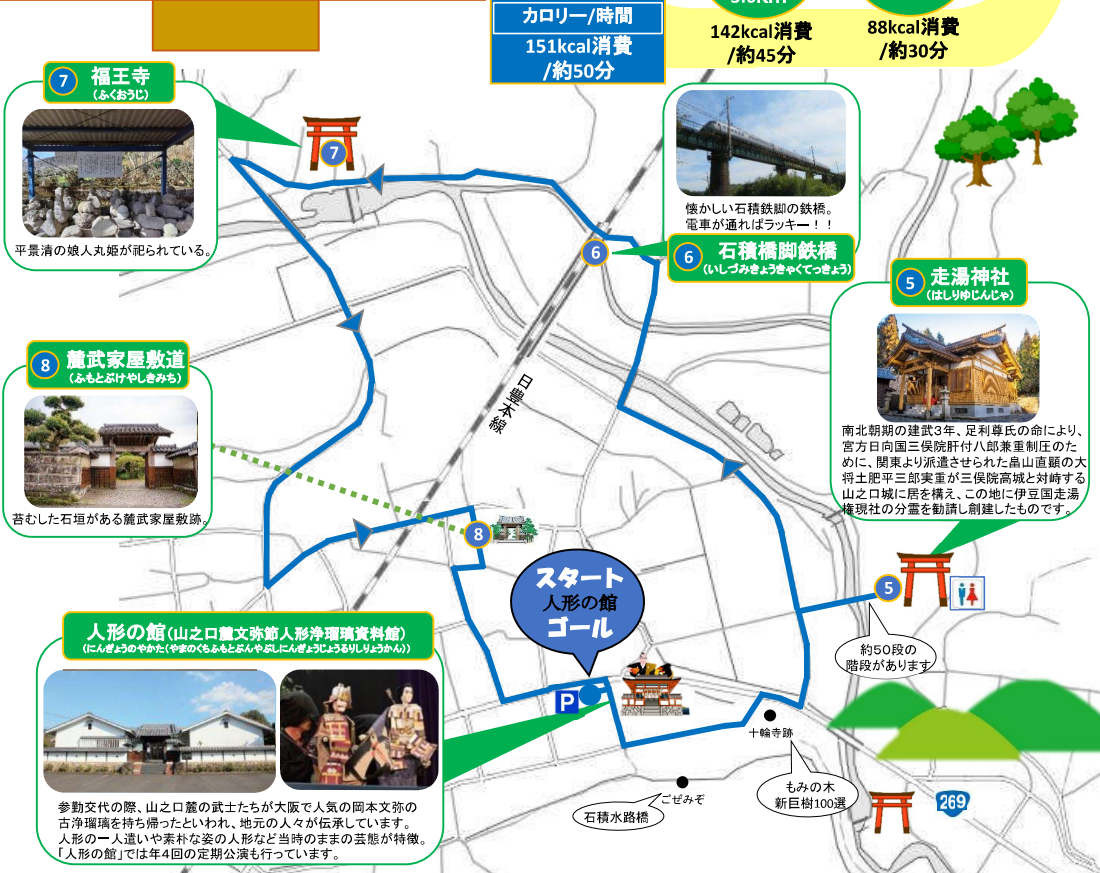 カロリー/時間
151kcal消費
/約50分
142kcal消費
/約45分
88kcal消費
/約30分
7 福王寺
(ふくおうじ)
平景清の娘人丸姫が祀られている。
7
懐かしい石積鉄脚の鉄橋。
電車が通ればラッキー！！
6 石積橋脚鉄橋
(いしづみきょうきゃくてっきょう)
6
5 走湯神社
(はしりゆじんじゃ)
南北朝期の建武3年、足利尊氏の命により、
宮方日向国三俣院肝付八郎兼重制圧のた
めに、関東より派遣させられた畠山直顕の大
将土肥平三郎実重が三俣院高城と対峙する
山之口城に居を構え、この地に伊豆国走湯
権現社の分霊を勧請し創建したものです。
8 麓武家屋敷道
(ふもとぶけやしきみち)
苔むした石垣がある麓武家屋敷跡。
日豊本線
8
スタート
人形の館
ゴール
5
約50段の
階段があります
人形の館(山之口麓文弥節人形浄瑠璃資料館)
(にんぎょうのやかた(やまのくちふもとぶんやぶしにんぎょうじょうるりしりょうかん))
参勤交代の際、山之口麓の武士たちが大阪で人気の岡本文弥の
古浄瑠璃を持ち帰ったといわれ、地元の人々が伝承しています。
人形の一人遣いや素朴な姿の人形など当時のままの芸態が特徴。
「人形の館」では年4回の定期公演も行っています。
P
十輪寺跡
もみの木
新巨樹100選
ごぜみぞ
石積水路橋
269